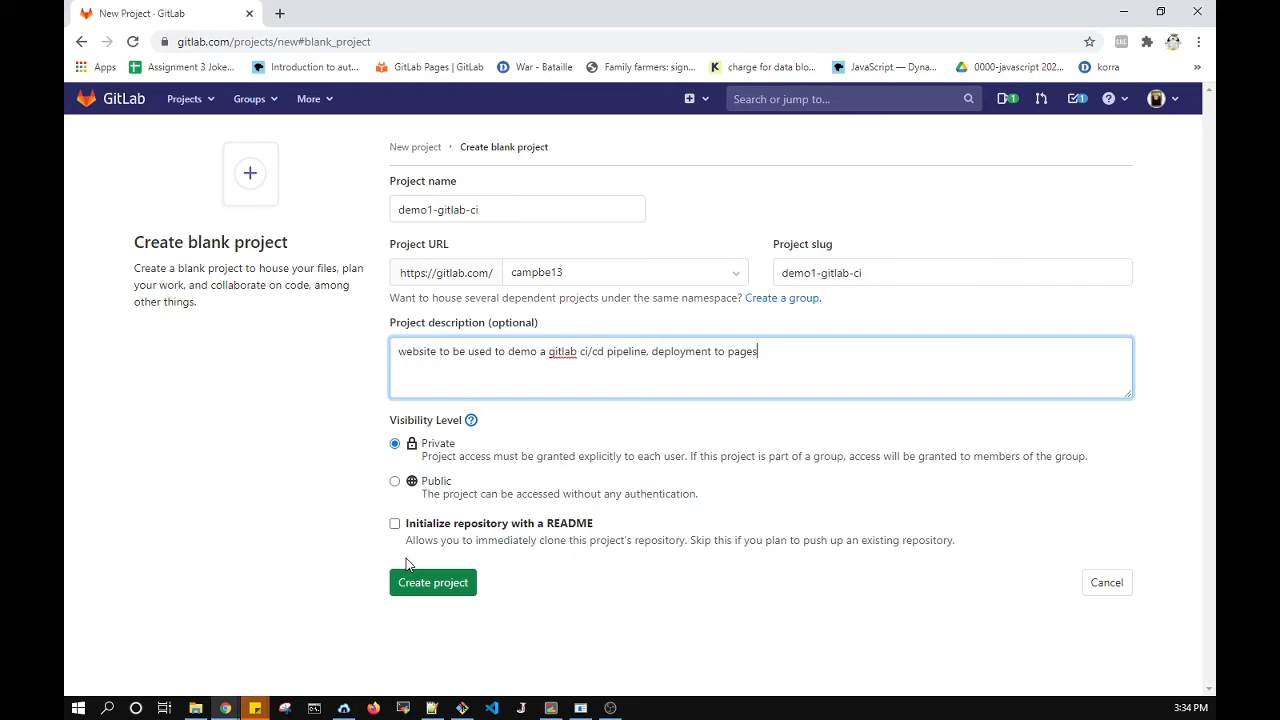 New Project · GitLab
gitlab.com/projects/new#blank_project
Apps Assignment 3 Joke... Introduction to aut... GitLab Pages | GitLab War - Bataille Family farmers: sign... charge for data blo... JavaScript — Dyna... 0000-javascript 202... korra »
GitLab Projects Groups More Search or jump to... 1 1
New project › Create blank project
Project name
demo1-gitlab-ci
Create blank project
Create a blank project to house your files, plan
your work, and collaborate on code, among
other things.
Project URL Project slug
https://gitlab.com/ campbe13 demo1-gitlab-ci
Want to house several dependent projects under the same namespace? Create a group.
Project description (optional)
website to be used to demo a gitlab ci/cd pipeline, deployment to pages
Visibility Level
Private
Project access must be granted explicitly to each user. If this project is part of a group, access will be granted to members of the group.
Public
The project can be accessed without any authentication.
Initialize repository with a README
Allows you to immediately clone this project's repository. Skip this if you plan to push up an existing repository.
Create project Cancel
3:34 PM